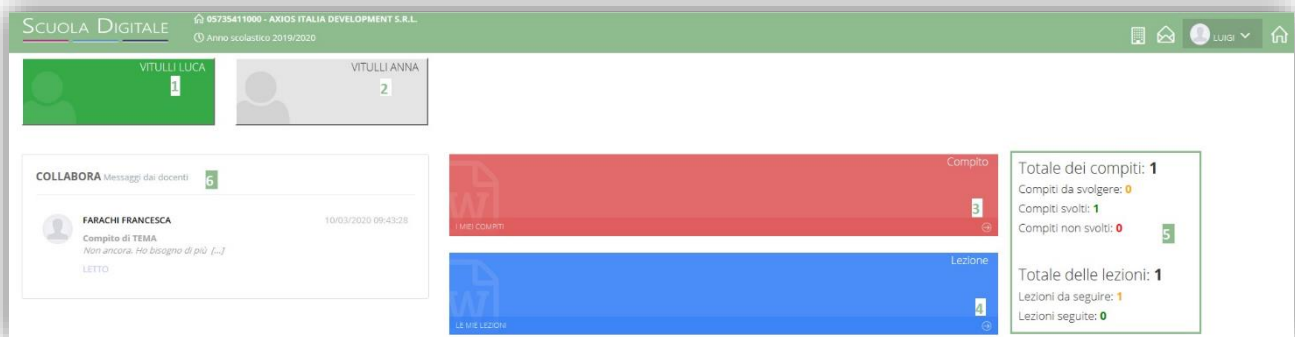 SCUOLA DIGITALE
05735411000 - AXIOS ITALIA DEVELOPMENT S.R.L.
Anno scolastico 2019/2020
LUIGI
VITULLI LUCA
1
VITULLI ANNA
2
COLLABORA Messaggi dai docenti 6
FARACHI FRANCESCA 10/03/2020 09:43:28
Compito di TEMA
Non ancora. Ho bisogno di più [...]
LETTO
Compito
3
I MIEI COMPITI
Lezione
4
LE MIE LEZIONI
Totale dei compiti: 1
Compiti da svolgere: 0
Compiti svolti: 1
Compiti non svolti: 0
5
Totale delle lezioni: 1
Lezioni da seguire: 1
Lezioni seguite: 0